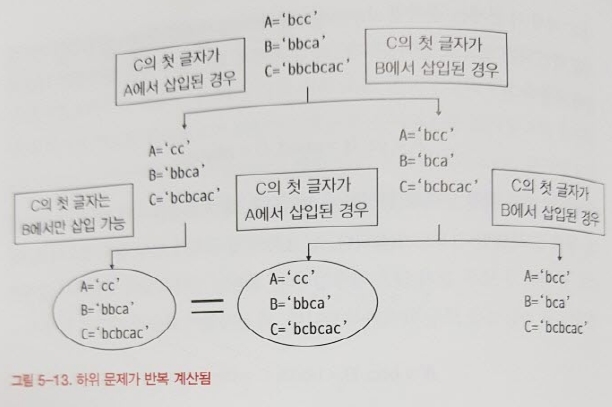 A='bcc'
B='bbca'
C='bbcbcac'
C의 첫 글자가
A에서 삽입된 경우
C의 첫 글자가
B에서 삽입된 경우
A='cc'
B='bbca'
C='bcbcac'
A='bcc'
B='bca'
C='bcbcac'
C의 첫 글자는
B에서만 삽입 가능
C의 첫 글자가
A에서 삽입된 경우
C의 첫 글자가
B에서 삽입된 경우
A='cc'
B='bbca'
C='bcbcac'
=
A='cc'
B='bbca'
C='bcbcac'
A='bcc'
B='bca'
C='bcbcac'
그림 5-13. 하위 문제가 반복 계산됨